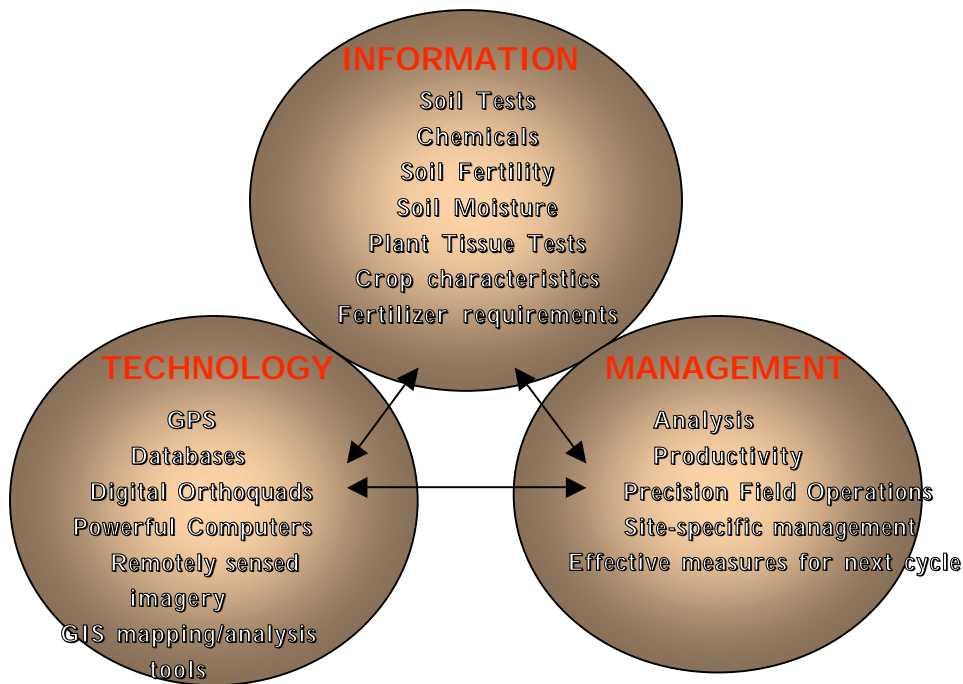 INFORMATION
Soil Tests
Chemicals
Soil Fertility
Soil Moisture
Plant Tissue Tests
Crop characteristics
Fertilizer requirements
TECHNOLOGY
GPS
Databases
Digital Orthoquads
Powerful Computers
Remotely sensed
imagery
GIS mapping/analysis
tools
MANAGEMENT
Analysis
Productivity
Precision Field Operations
Site-specific management
Effective measures for next cycle